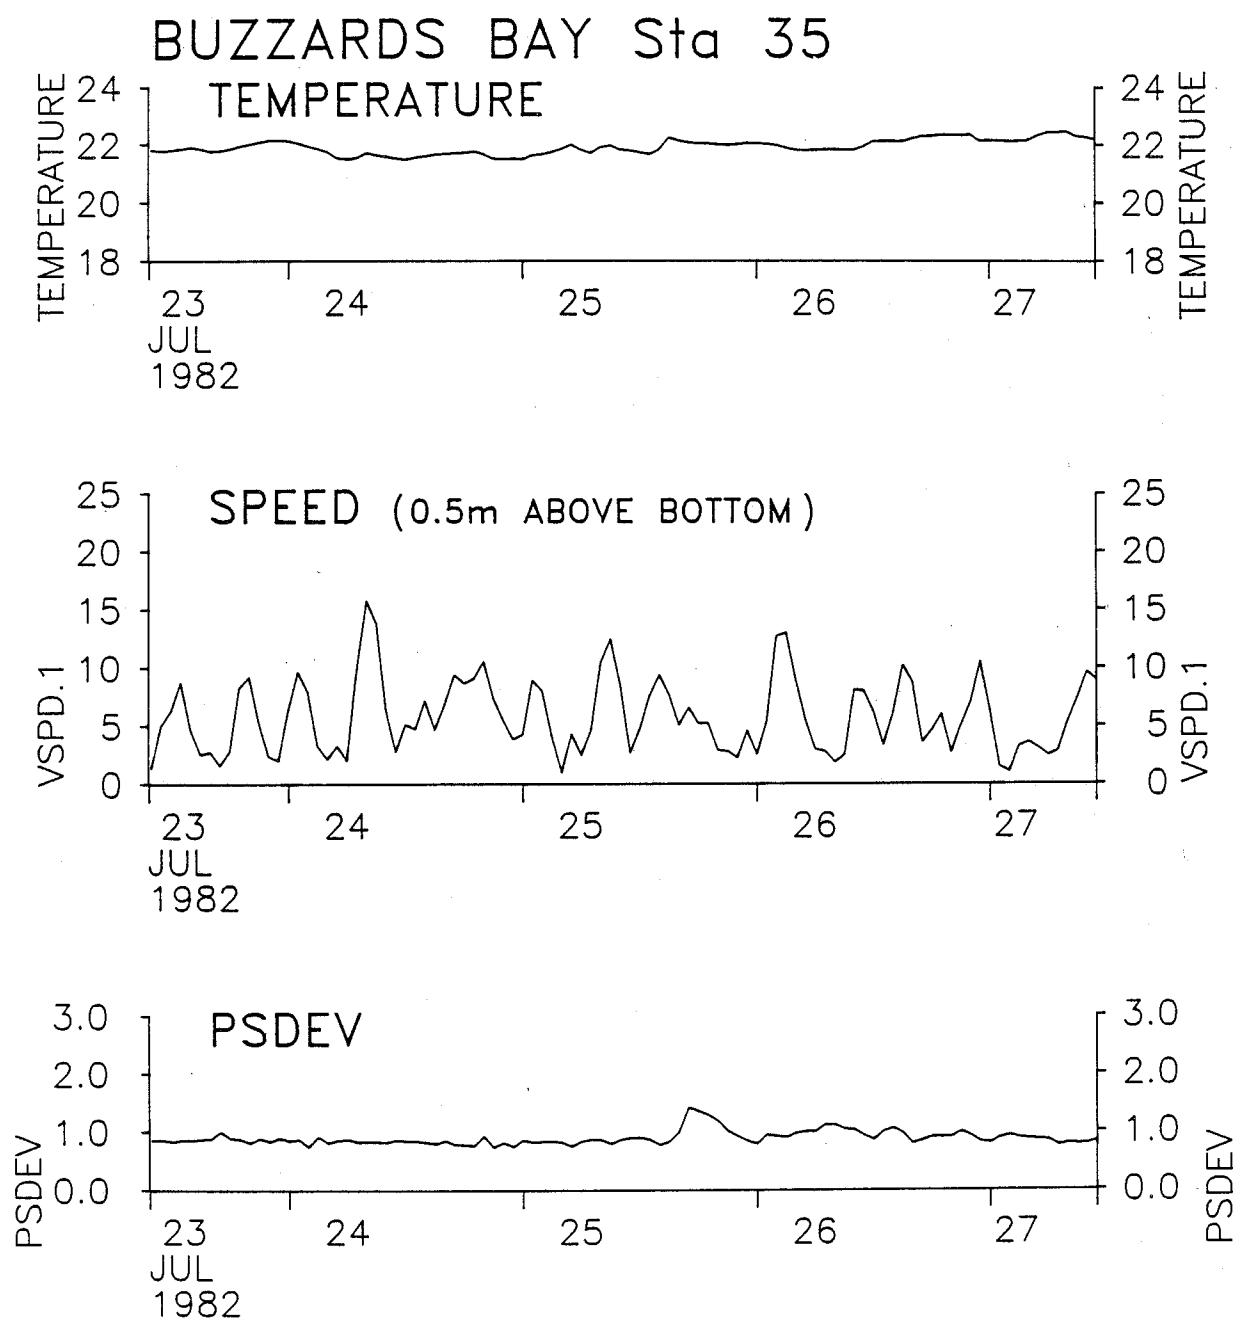 BUZZARDS BAY Sta 35
TEMPERATURE
TEMPERATURE
24
22
20
18
24
22
20
18
TEMPERATURE
23 24 25 26 27
JUL
1982
SPEED (0.5m ABOVE BOTTOM)
VSPD.1
25
20
15
10
5
0
25
20
15
10
5
0
VSPD.1
23 24 25 26 27
JUL
1982
PSDEV
PSDEV
3.0
2.0
1.0
0.0
3.0
2.0
1.0
0.0
PSDEV
23 24 25 26 27
JUL
1982